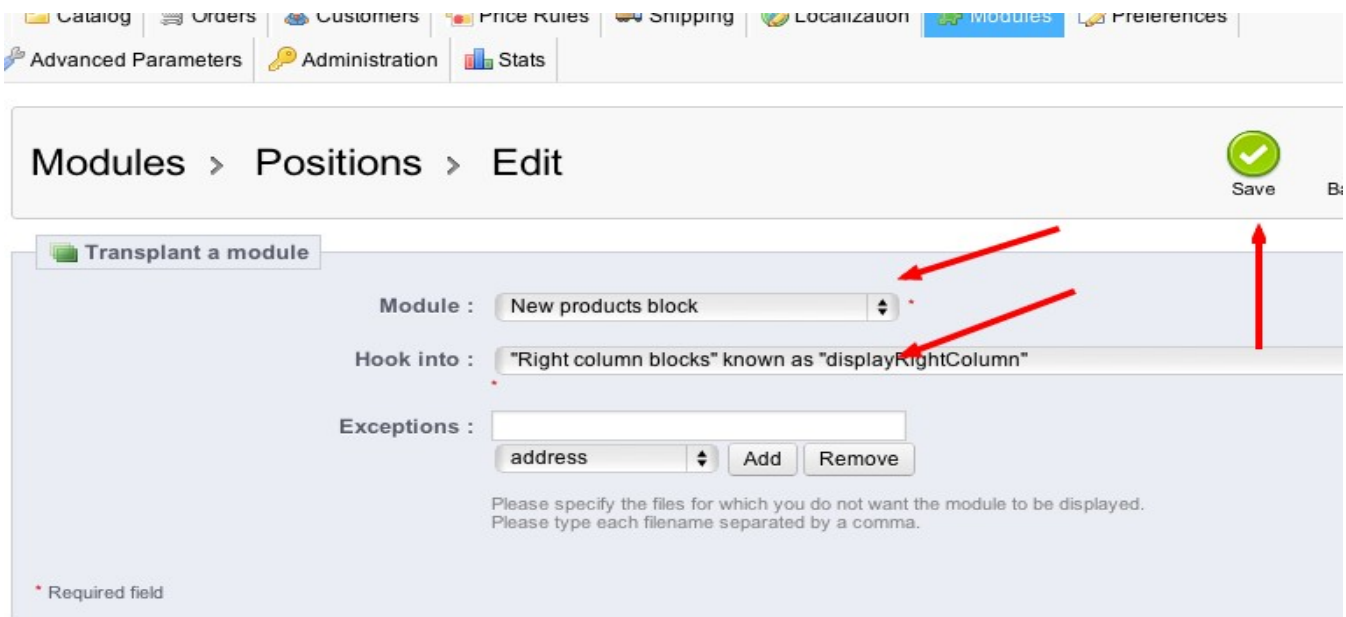 Catalog Orders Customers Price Rules Shipping Localization Modules Preferences
Advanced Parameters Administration Stats
Modules > Positions > Edit
Save
Transplant a module
Module : New products block *
Hook into : "Right column blocks" known as "displayRightColumn"
*
Exceptions :
address Add Remove
Please specify the files for which you do not want the module to be displayed.
Please type each filename separated by a comma.
* Required field